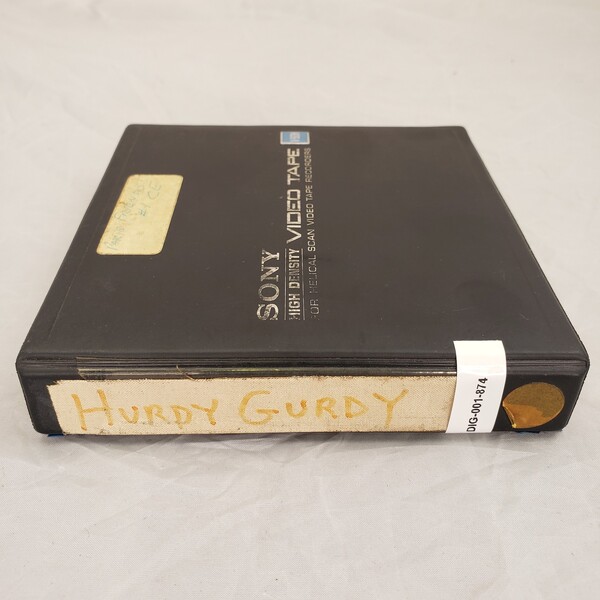 SONY
HIGH DENSITY VIDEO TAPE
FOR HELICAL SCAN VIDEO TAPE RECORDERS
HURDY GURDY
DIG-001-874